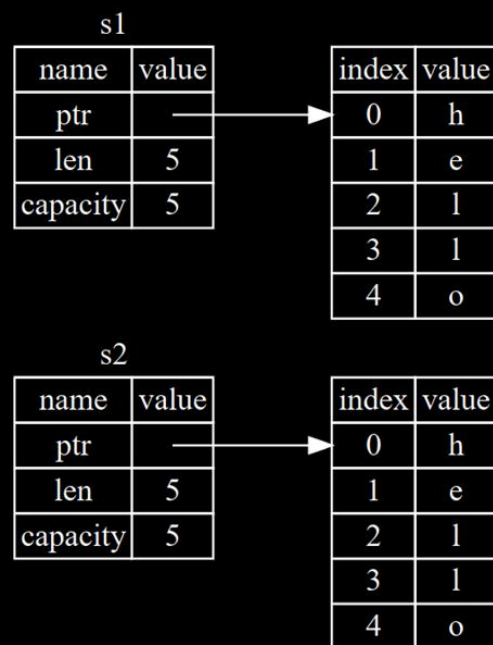 s1
name value
ptr
len 5
capacity 5
index value
0 h
1 e
2 l
3 l
4 o
s2
name value
ptr
len 5
capacity 5
index value
0 h
1 e
2 l
3 l
4 o